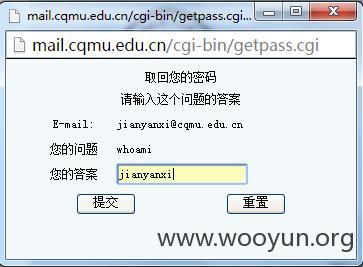 mail.cqmu.edu.cn/cgi-bin/getpass.cgi...
mail.cqmu.edu.cn/cgi-bin/getpass.cgi
取回您的密码
请输入这个问题的答案
E-mail: jianyanxi@cqmu.edu.cn
您的问题 whoami
您的答案 jianyanxi
提交 重置
www.wooyun.org